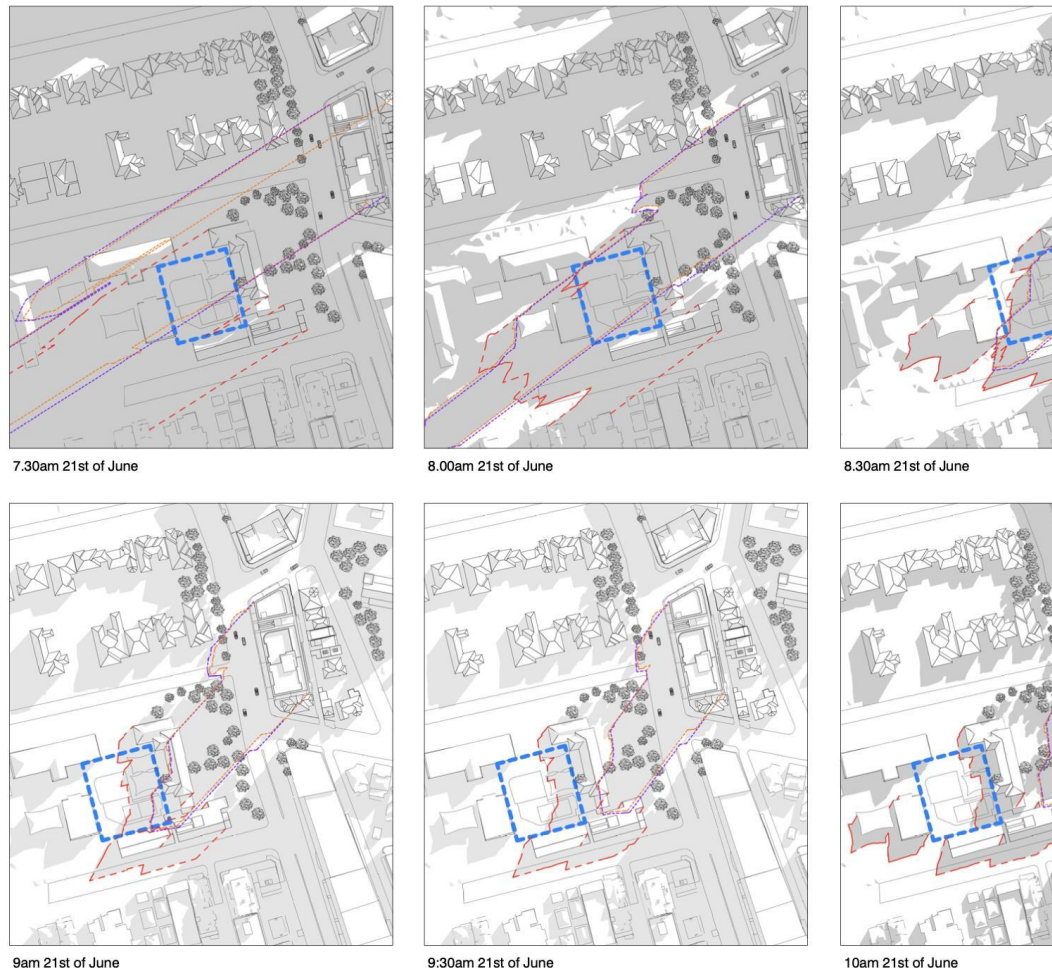 7.30am 21st of June
8.00am 21st of June
8.30am 21st of June
9am 21st of June
9:30am 21st of June
10am 21st of June